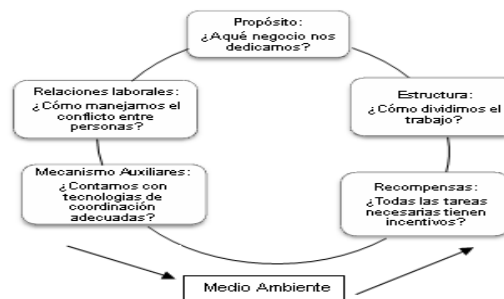 Propósito:
¿Aqué negocio nos
dedicamos?
Relaciones laborales:
¿Cómo manejamos el
conflicto entre
personas?
Estructura:
¿Cómo dividimos el
trabajo?
Mecanismo Auxiliares:
¿Contamos con
tecnologías de
coordinación
adecuadas?
Recompensas:
¿Todas las tareas
necesarias tienen
incentivos?
Medio Ambiente